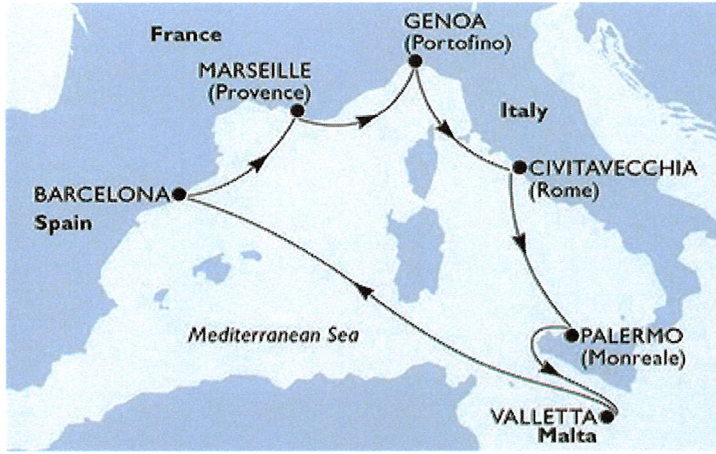 GENOA
(Portofino)
France
MARSEILLE
(Provence)
Italy
CIVITAVECCHIA
(Rome)
BARCELONA
Spain
Mediterranean Sea
PALERMO
(Monreale)
VALLETTA
Malta